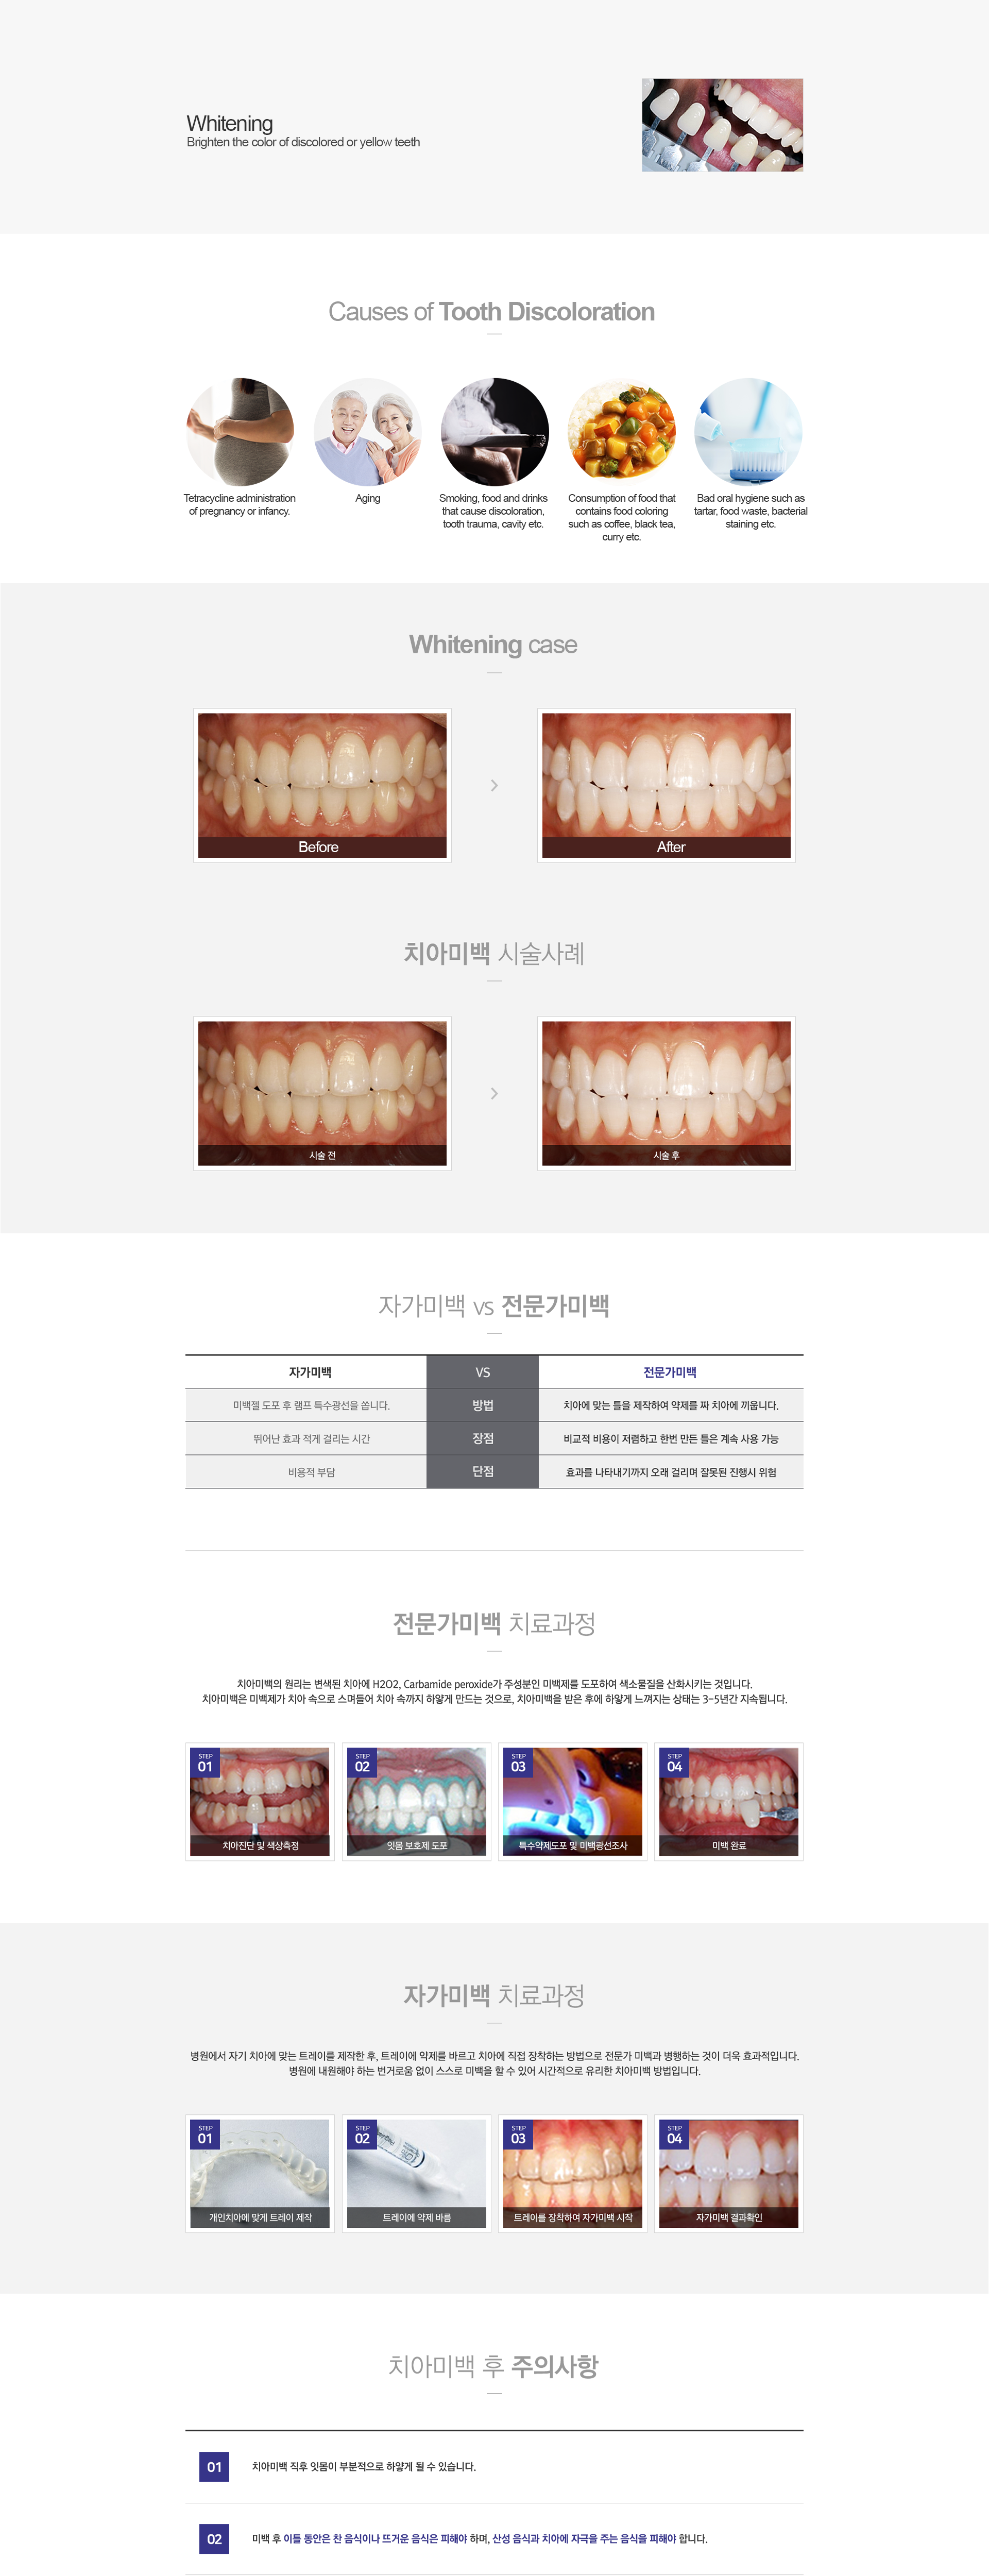 Whitening
Brighten the color of discolored or yellow teeth
Causes of Tooth Discoloration
Tetracycline administration
of pregnancy or infancy.
Aging
Smoking, food and drinks
that cause discoloration,
tooth trauma, cavity etc.
Consumption of food that
contains food coloring
such as coffee, black tea,
curry etc.
Bad oral hygiene such as
tartar, food waste, bacterial
staining etc.
Whitening case
Before
After
치아미백 시술사례
시술 전
시술 후
자가미백 vs 전문가미백
자가미백 VS 전문가미백
미백젤 도포 후 램프 특수광선을 쏩니다. 방법 치아에 맞는 틀을 제작하여 약제를 짜 치아에 끼웁니다.
뛰어난 효과 적게 걸리는 시간 장점 비교적 비용이 저렴하고 한번 만든 틀은 계속 사용 가능
비용적 부담 단점 효과를 나타내기까지 오래 걸리며 잘못된 진행시 위험
전문가미백 치료과정
치아미백의 원리는 변색된 치아에 H2O2, Carbamide peroxide가 주성분인 미백제를 도포하여 색소물질을 산화시키는 것입니다.
치아미백은 미백제가 치아 속으로 스며들어 치아 속까지 하얗게 만드는 것으로, 치아미백을 받은 후에 하얗게 느껴지는 상태는 3-5년간 지속됩니다.
STEP
01
치아진단 및 색상측정
STEP
02
잇몸 보호제 도포
STEP
03
특수약제도포 및 미백광선조사
STEP
04
미백 완료
자가미백 치료과정
병원에서 자기 치아에 맞는 트레이를 제작한 후, 트레이에 약제를 바르고 치아에 직접 장착하는 방법으로 전문가 미백과 병행하는 것이 더욱 효과적입니다.
병원에 내원해야 하는 번거로움 없이 스스로 미백을 할 수 있어 시간적으로 유리한 치아미백 방법입니다.
STEP
01
개인치아에 맞게 트레이 제작
STEP
02
트레이에 약제 바름
STEP
03
트레이를 장착하여 자가미백 시작
STEP
04
자가미백 결과확인
치아미백 후 주의사항
01 치아미백 직후 잇몸이 부분적으로 하얗게 될 수 있습니다.
02 미백 후 이틀 동안은 찬 음식이나 뜨거운 음식은 피해야 하며, 산성 음식과 치아에 자극을 주는 음식을 피해야 합니다.